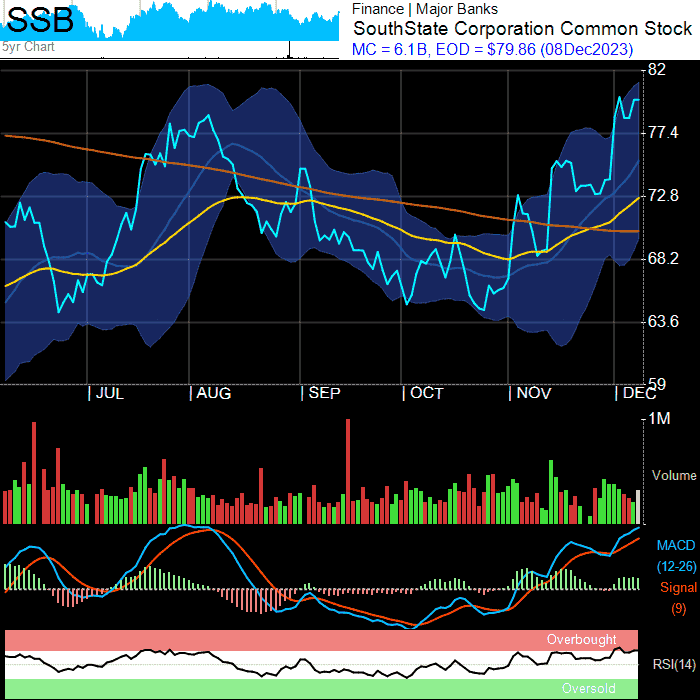 SSB
5yr Chart
Finance | Major Banks
SouthState Corporation Common Stock
MC = 6.1B, EOD = $79.86 (08Dec2023)
82
77.4
72.8
68.2
63.6
59
JUL AUG SEP OCT NOV DEC
1M
Volume
MACD
(12-26)
Signal
(9)
Overbought
RSI(14)
Oversold